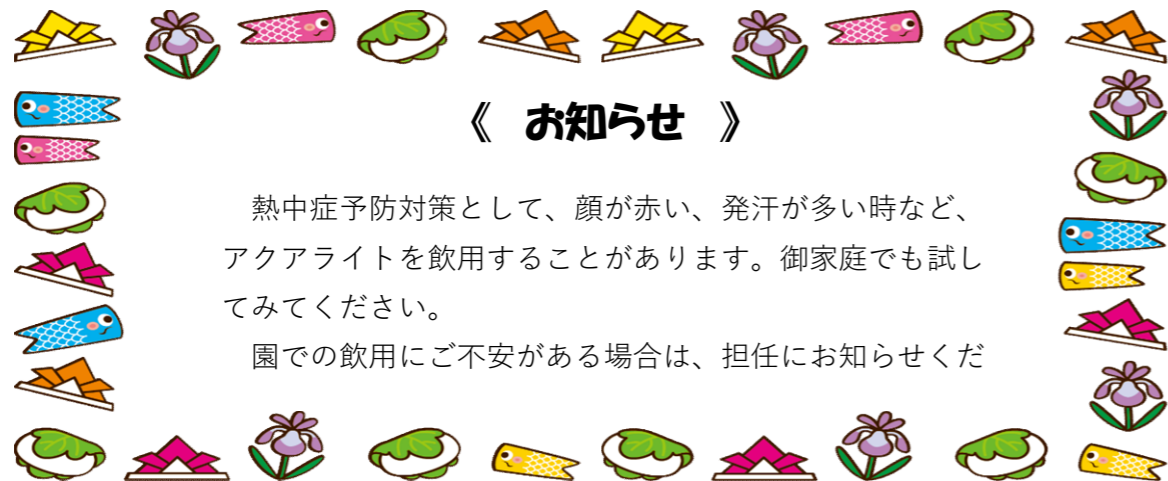 《　お知らせ　》
熱中症予防対策として、顔が赤い、発汗が多い時など、
アクアライトを飲用することがあります。御家庭でも試し
てみてください。
園での飲用にご不安がある場合は、担任にお知らせくだ